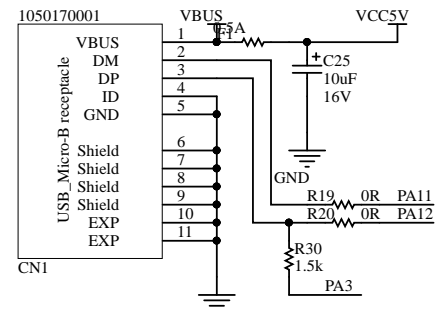 1050170001
VBUS
VCC5V
USB_Micro-B receptacle
VBUS 1
DM 2
DP 3
ID 4
GND 5
Shield 6
Shield 7
Shield 8
Shield 9
EXP 10
EXP 11
CN1
0.5A
C25
10uF
16V
GND
R19 0R PA11
R20 0R PA12
R30
1.5k
PA3